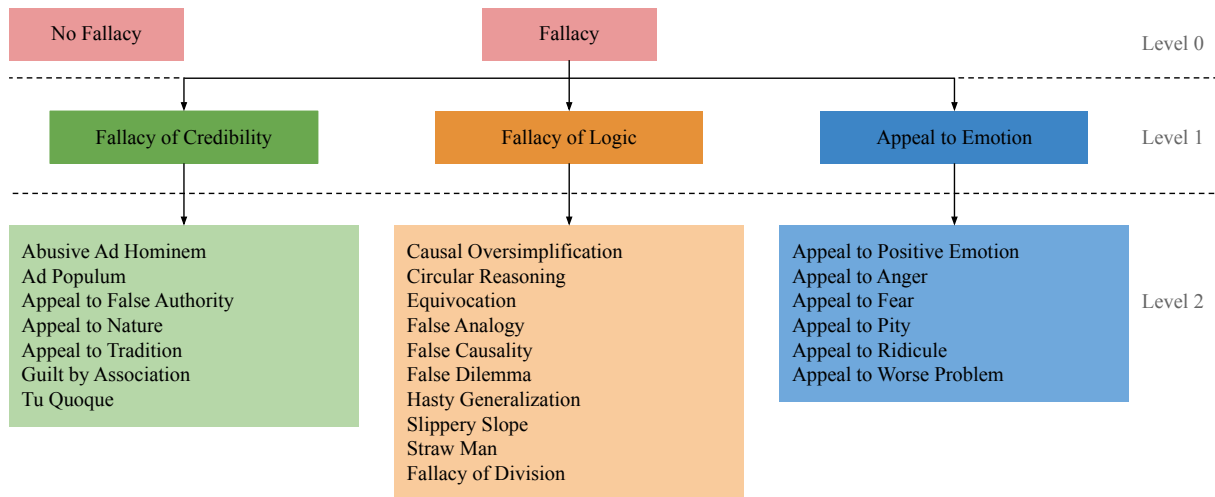 No Fallacy
Fallacy
Level 0
Fallacy of Credibility
Fallacy of Logic
Appeal to Emotion
Level 1
Abusive Ad Hominem
Ad Populum
Appeal to False Authority
Appeal to Nature
Appeal to Tradition
Guilt by Association
Tu Quoque
Causal Oversimplification
Circular Reasoning
Equivocation
False Analogy
False Causality
False Dilemma
Hasty Generalization
Slippery Slope
Straw Man
Fallacy of Division
Appeal to Positive Emotion
Appeal to Anger
Appeal to Fear
Appeal to Pity
Appeal to Ridicule
Appeal to Worse Problem
Level 2